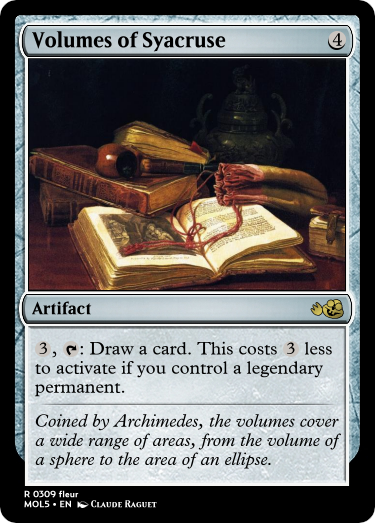 Volumes of Syacruse 4
Artifact
3, : Draw a card. This costs 3 less
to activate if you control a legendary
permanent.
Coined by Archimedes, the volumes cover
a wide range of areas, from the volume of
a sphere to the area of an ellipse.
R 0309 fleur
MOL5 • EN Claude Raguet